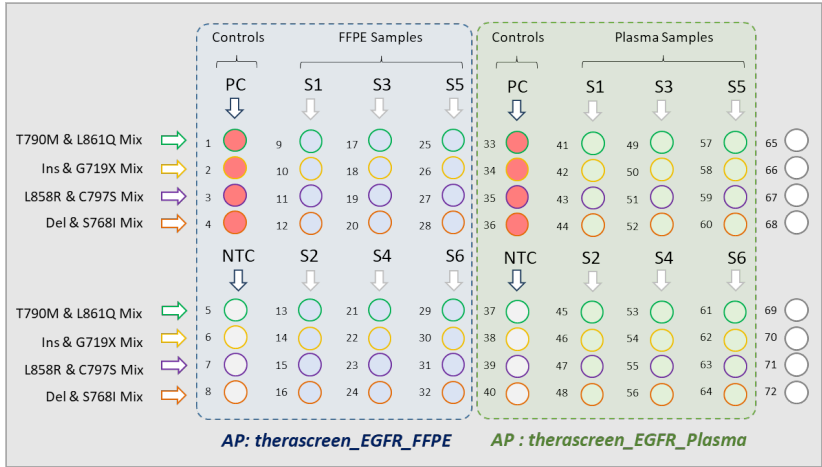 Controls FFPE Samples Controls Plasma Samples
PC S1 S3 S5 PC S1 S3 S5
T790M & L861Q Mix 1 9 17 25 33 41 49 57 65
Ins & G719X Mix 2 10 18 26 34 42 50 58 66
L858R & C797S Mix 3 11 19 27 35 43 51 59 67
Del & S768I Mix 4 12 20 28 36 44 52 60 68
NTC S2 S4 S6 NTC S2 S4 S6
T790M & L861Q Mix 5 13 21 29 37 45 53 61 69
Ins & G719X Mix 6 14 22 30 38 46 54 62 70
L858R & C797S Mix 7 15 23 31 39 47 55 63 71
Del & S768I Mix 8 16 24 32 40 48 56 64 72
AP: therascreen_EGFR_FFPE AP : therascreen_EGFR_Plasma